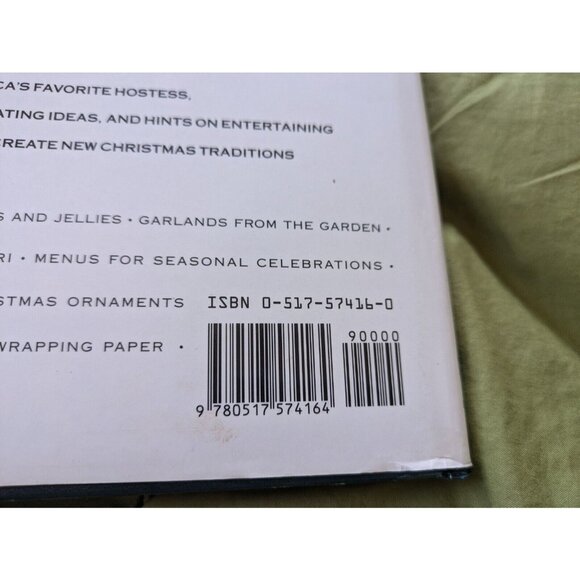 CA'S FAVORITE HOSTESS,
ATING IDEAS, AND HINTS ON ENTERTAINING
CREATE NEW CHRISTMAS TRADITIONS
S AND JELLIES · GARLANDS FROM THE GARDEN ·
RI · MENUS FOR SEASONAL CELEBRATIONS ·
STMAS ORNAMENTS
WRAPPING PAPER ·
ISBN 0-517-57416-0
90000
9 780517 574164